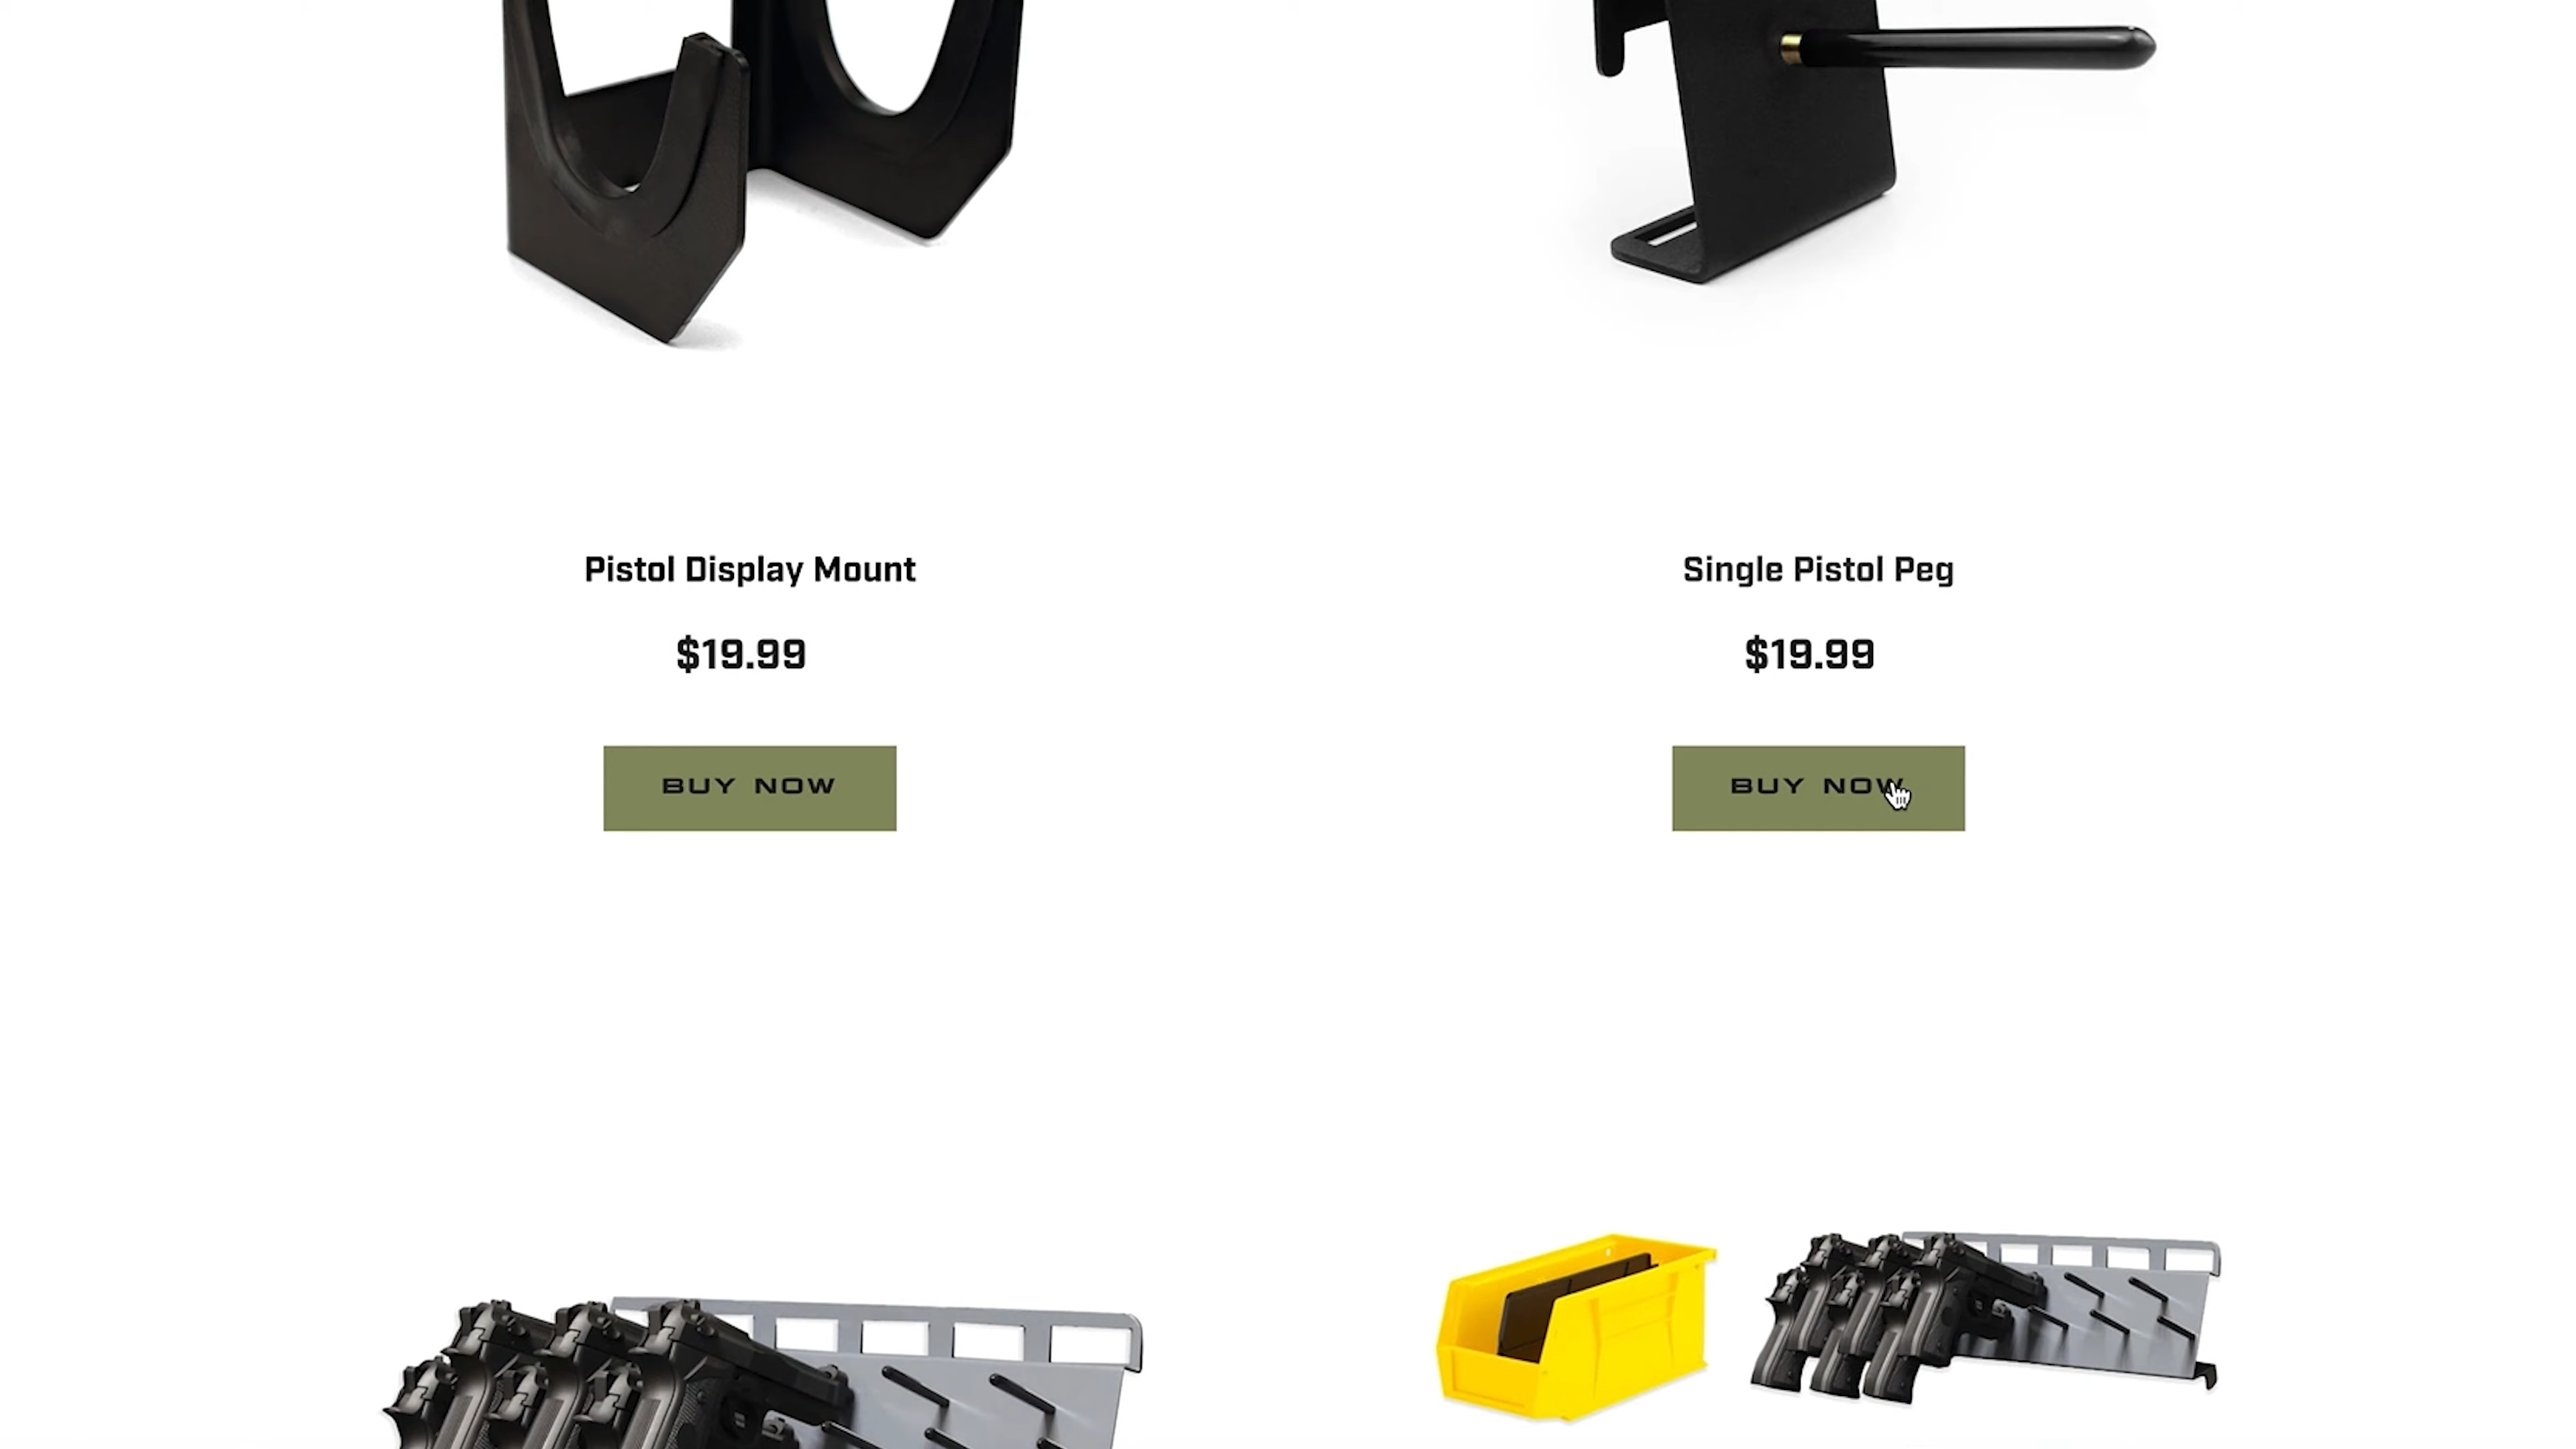 Pistol Display Mount
$19.99
BUY NOW
Single Pistol Peg
$19.99
BUY NOW